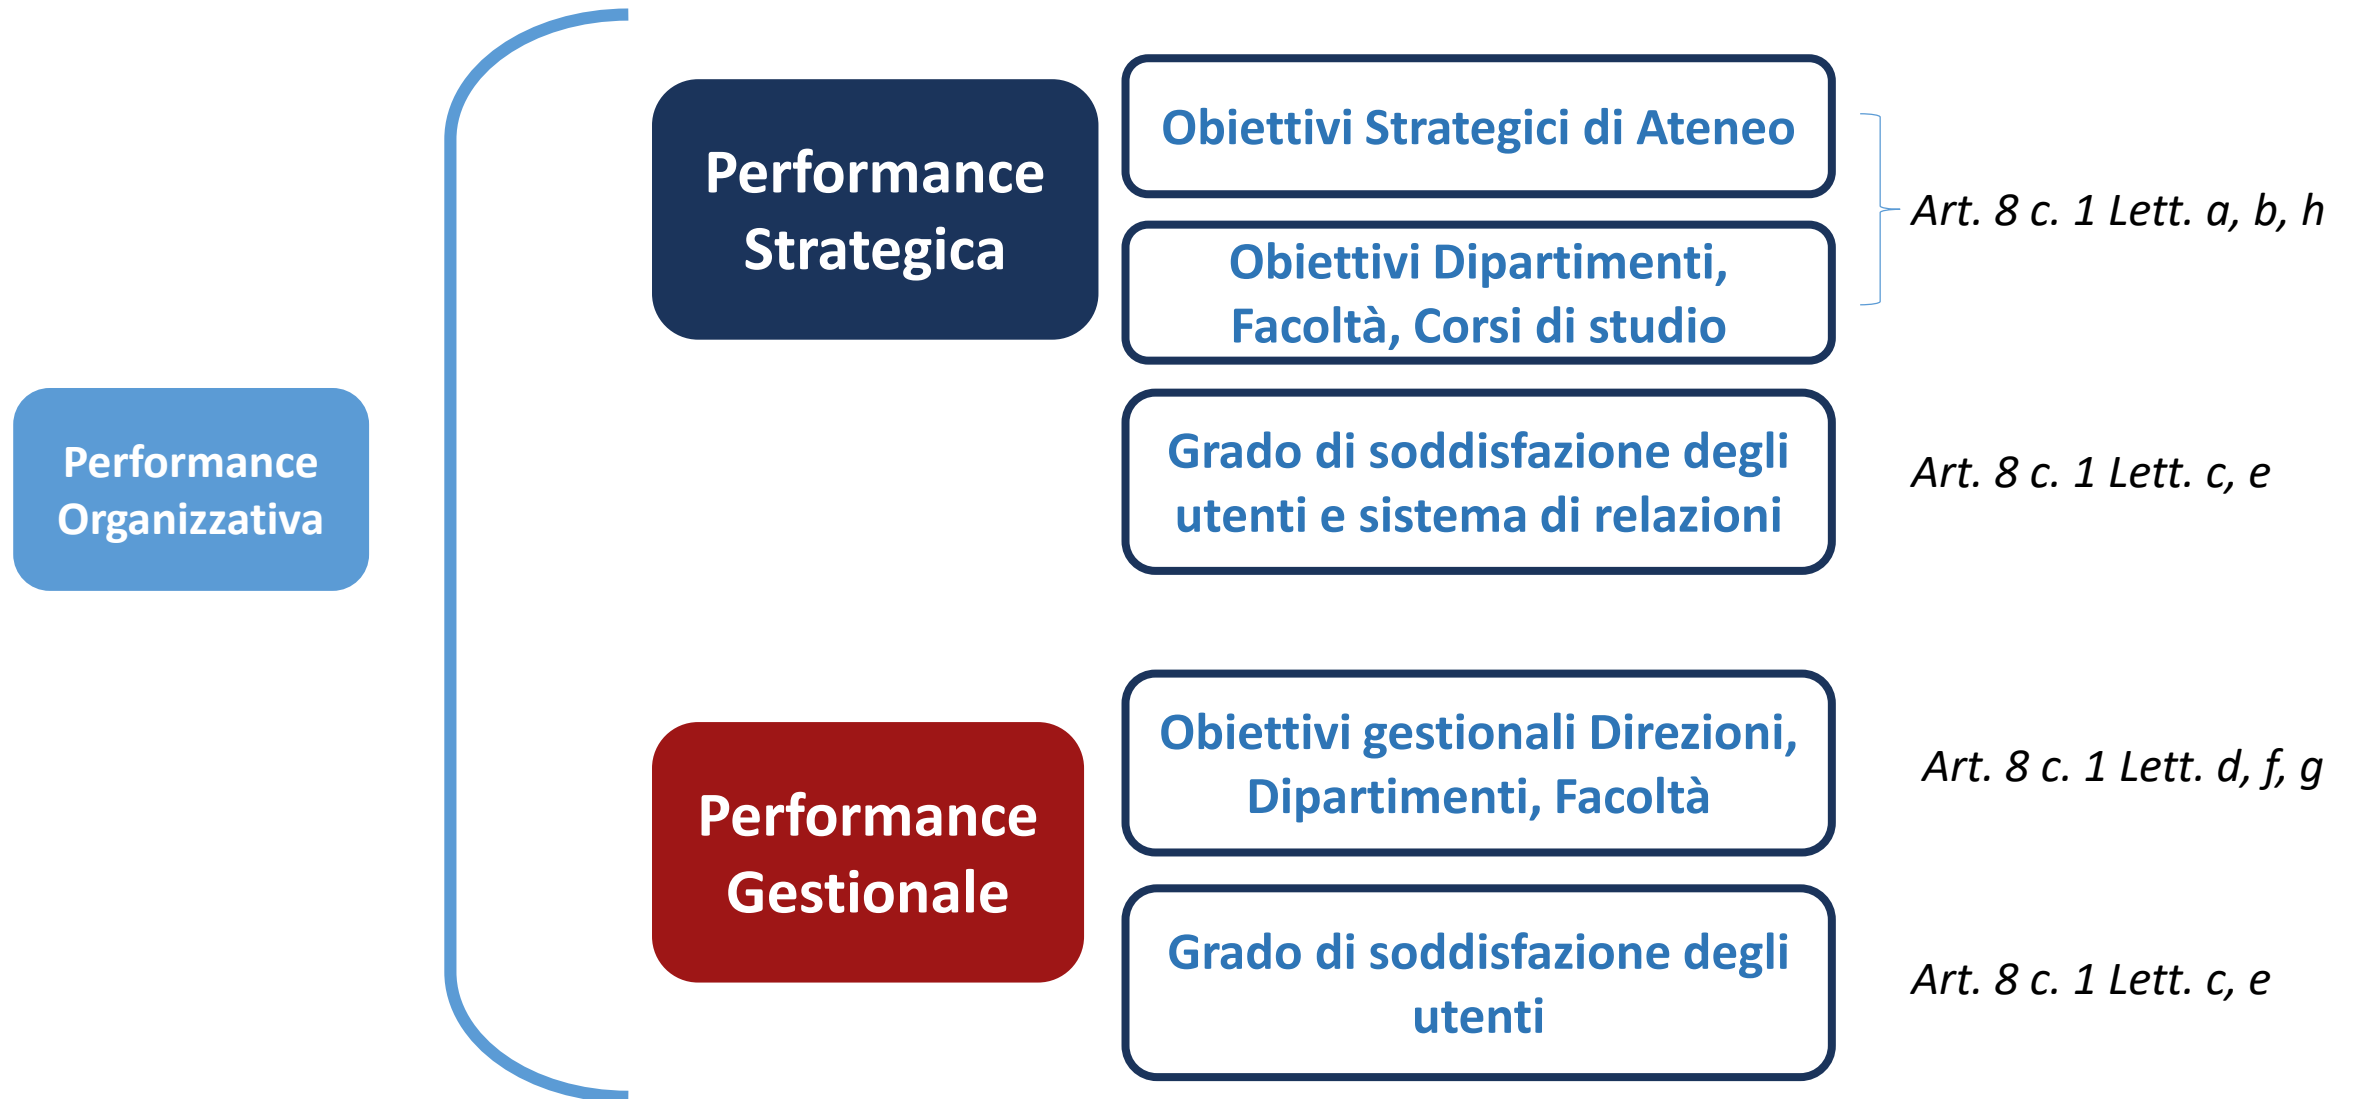 Performance
Organizzativa
Performance
Strategica
Obiettivi Strategici di Ateneo
Obiettivi Dipartimenti,
Facoltà, Corsi di studio
Art. 8 c. 1 Lett. a, b, h
Grado di soddisfazione degli
utenti e sistema di relazioni
Art. 8 c. 1 Lett. c, e
Performance
Gestionale
Obiettivi gestionali Direzioni,
Dipartimenti, Facoltà
Art. 8 c. 1 Lett. d, f, g
Grado di soddisfazione degli
utenti
Art. 8 c. 1 Lett. c, e